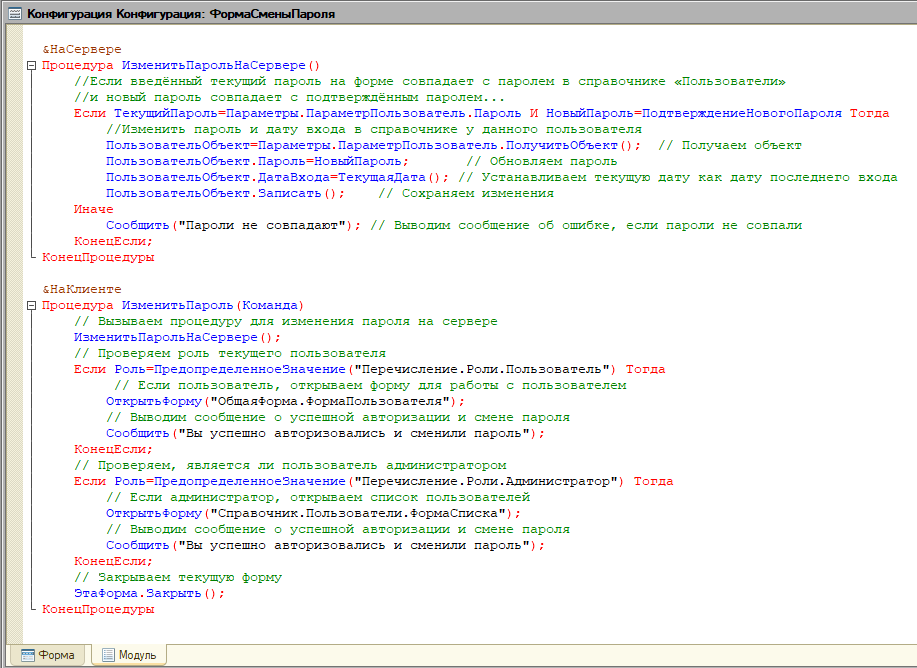 Конфигурация Конфигурация: ФормаСменыПароля
&НаСервере
Процедура ИзменитьПарольНаСервере()
//Если введённый текущий пароль на форме совпадает с паролем в справочнике «Пользователи»
//и новый пароль совпадает с подтверждённым паролем...
Если ТекущийПароль=Параметры.ПараметрПользователь.Пароль И НовыйПароль=ПодтверждениеНовогоПароля Тогда
//Изменить пароль и дату входа в справочнике у данного пользователя
ПользовательОбъект=Параметры.ПараметрПользователь.ПолучитьОбъект(); // Получаем объект
ПользовательОбъект.Пароль=НовыйПароль; // Обновляем пароль
ПользовательОбъект.ДатаВхода=ТекущаяДата(); // Устанавливаем текущую дату как дату последнего входа
ПользовательОбъект.Записать(); // Сохраняем изменения
Иначе
Сообщить("Пароли не совпадают"); // Выводим сообщение об ошибке, если пароли не совпали
КонецЕсли;
КонецПроцедуры
&НаКлиенте
Процедура ИзменитьПароль(Команда)
// Вызываем процедуру для изменения пароля на сервере
ИзменитьПарольНаСервере();
// Проверяем роль текущего пользователя
Если Роль=ПредопределенноеЗначение("Перечисление.Роли.Пользователь") Тогда
// Если пользователь, открываем форму для работы с пользователем
ОткрытьФорму("ОбщаяФорма.ФормаПользователя");
// Выводим сообщение о успешной авторизации и смене пароля
Сообщить("Вы успешно авторизовались и сменили пароль");
КонецЕсли;
// Проверяем, является ли пользователь администратором
Если Роль=ПредопределенноеЗначение("Перечисление.Роли.Администратор") Тогда
// Если администратор, открываем список пользователей
ОткрытьФорму("Справочник.Пользователи.ФормаСписка");
// Выводим сообщение о успешной авторизации и смене пароля
Сообщить("Вы успешно авторизовались и сменили пароль");
КонецЕсли;
// Закрываем текущую форму
ЭтаФорма.Закрыть();
КонецПроцедуры
Форма Модуль